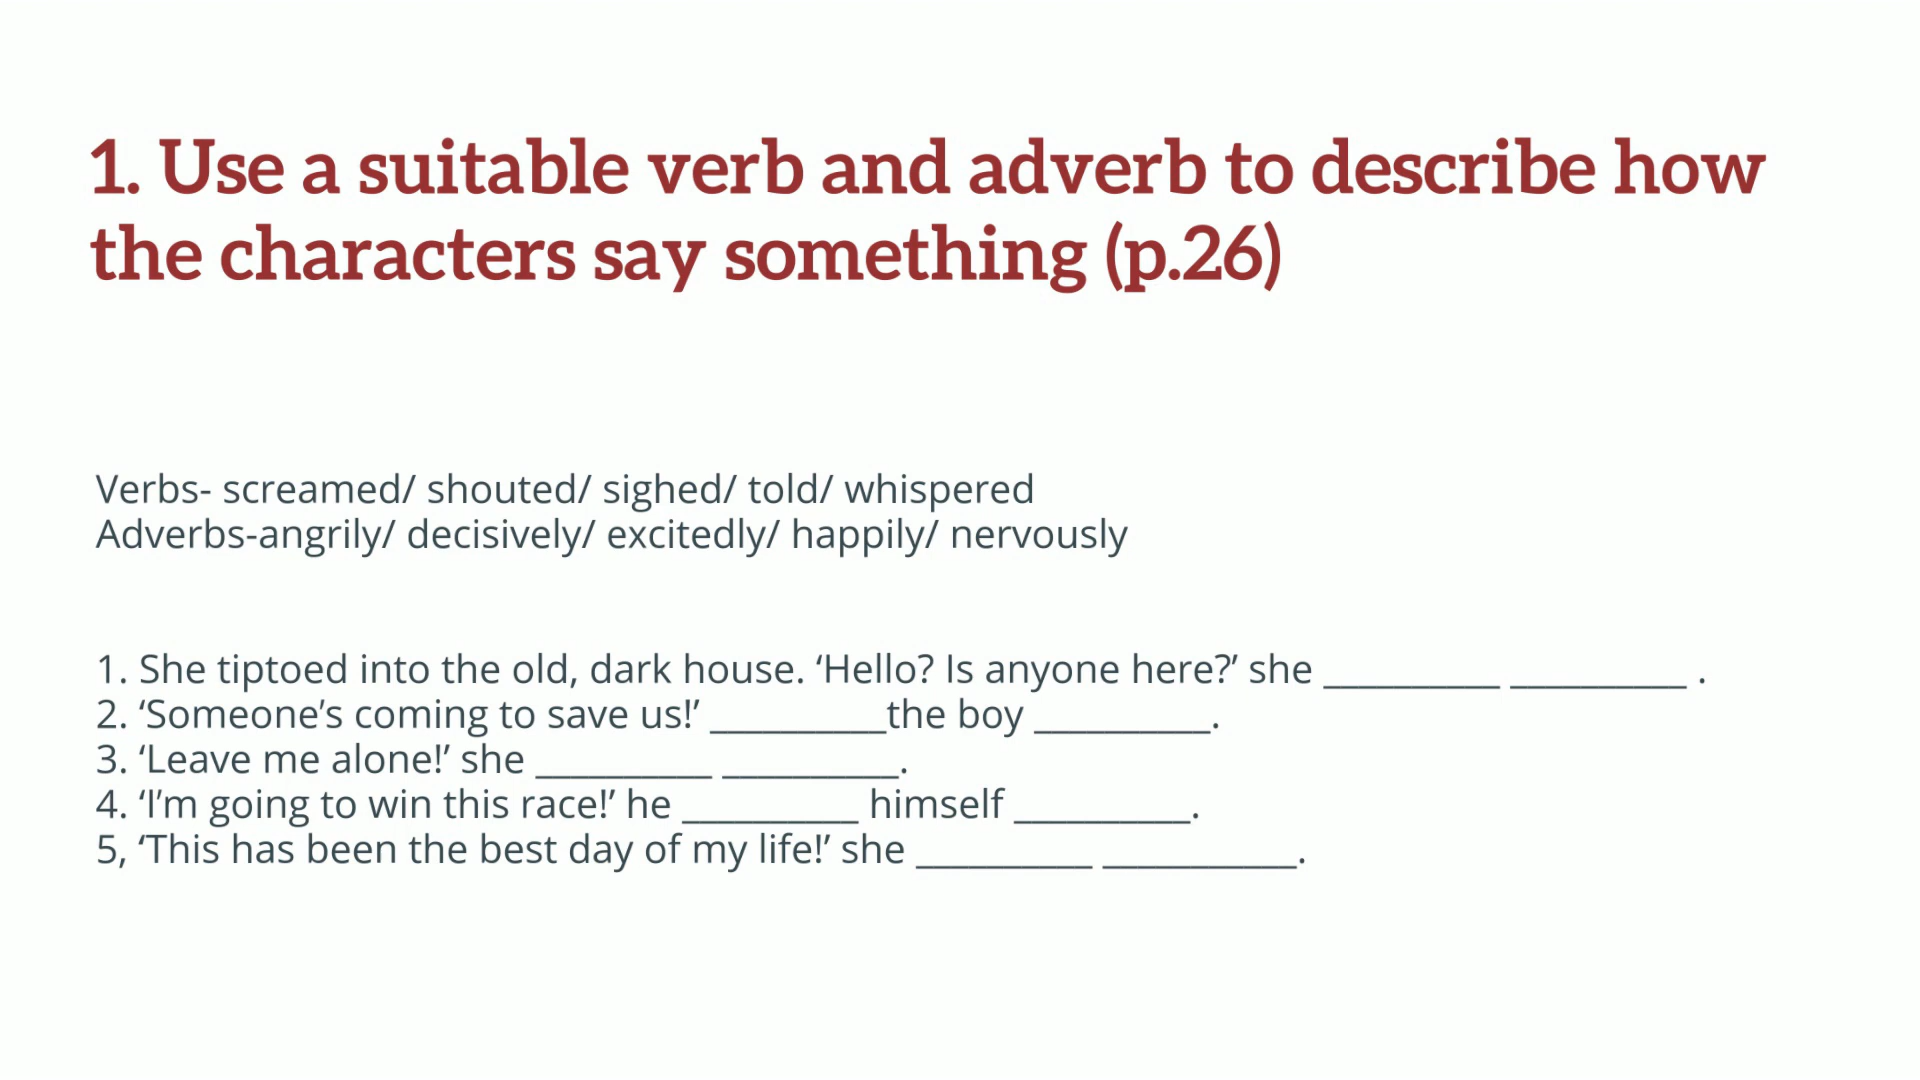 1. Use a suitable verb and adverb to describe how
the characters say something (p.26)
Verbs- screamed/ shouted/ sighed/ told/ whispered
Adverbs-angrily/ decisively/ excitedly/ happily/ nervously
1. She tiptoed into the old, dark house. ‘Hello? Is anyone here?’ she __________ __________ .
2. ‘Someone’s coming to save us!’ __________the boy __________.
3. ‘Leave me alone!’ she __________ __________.
4. ‘I’m going to win this race!’ he __________ himself __________.
5, ‘This has been the best day of my life!’ she __________ ___________.